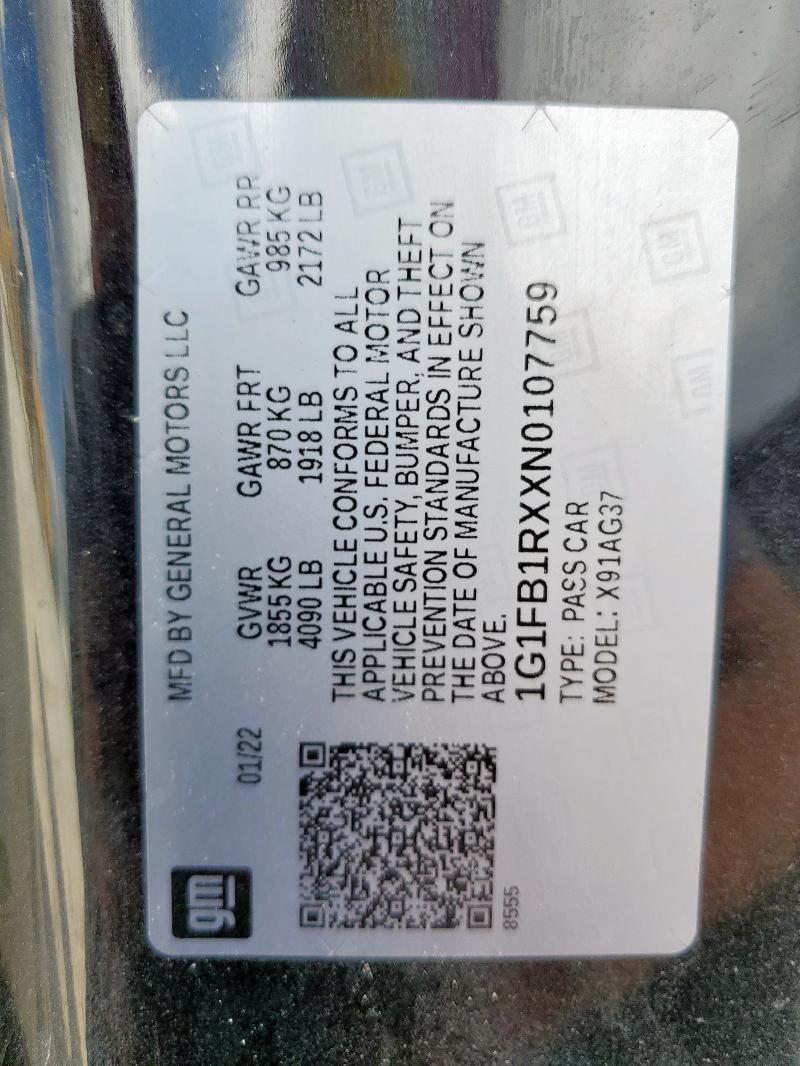 gm
MFD BY GENERAL MOTORS LLC
01/22
GVWR GAWR FRT GAWR RR
1855 KG 870 KG 985 KG
4090 LB 1918 LB 2172 LB
THIS VEHICLE CONFORMS TO ALL
APPLICABLE U.S. FEDERAL MOTOR
VEHICLE SAFETY, BUMPER, AND THEFT
PREVENTION STANDARDS IN EFFECT ON
THE DATE OF MANUFACTURE SHOWN
ABOVE.
1G1FB1RXXN0107759
TYPE: PASS CAR
MODEL: X91AG37
8555